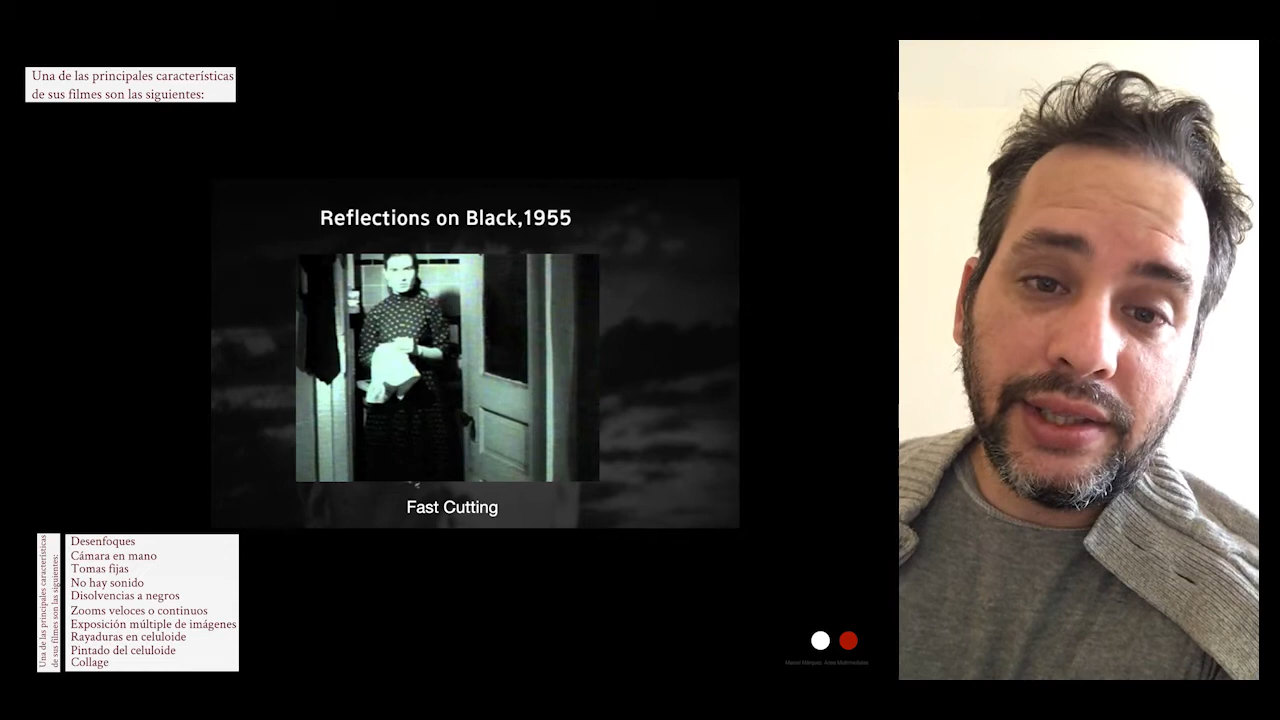 Una de las principales características
de sus filmes son las siguientes:
Reflections on Black,1955
Fast Cutting
Una de las principales características
de sus filmes son las siguientes:
Desenfoques
Cámara en mano
Tomas fijas
No hay sonido
Disolvencias a negros
Zooms veloces o continuos
Exposición múltiple de imágenes
Rayaduras en celuloide
Pintado del celuloide
Collage